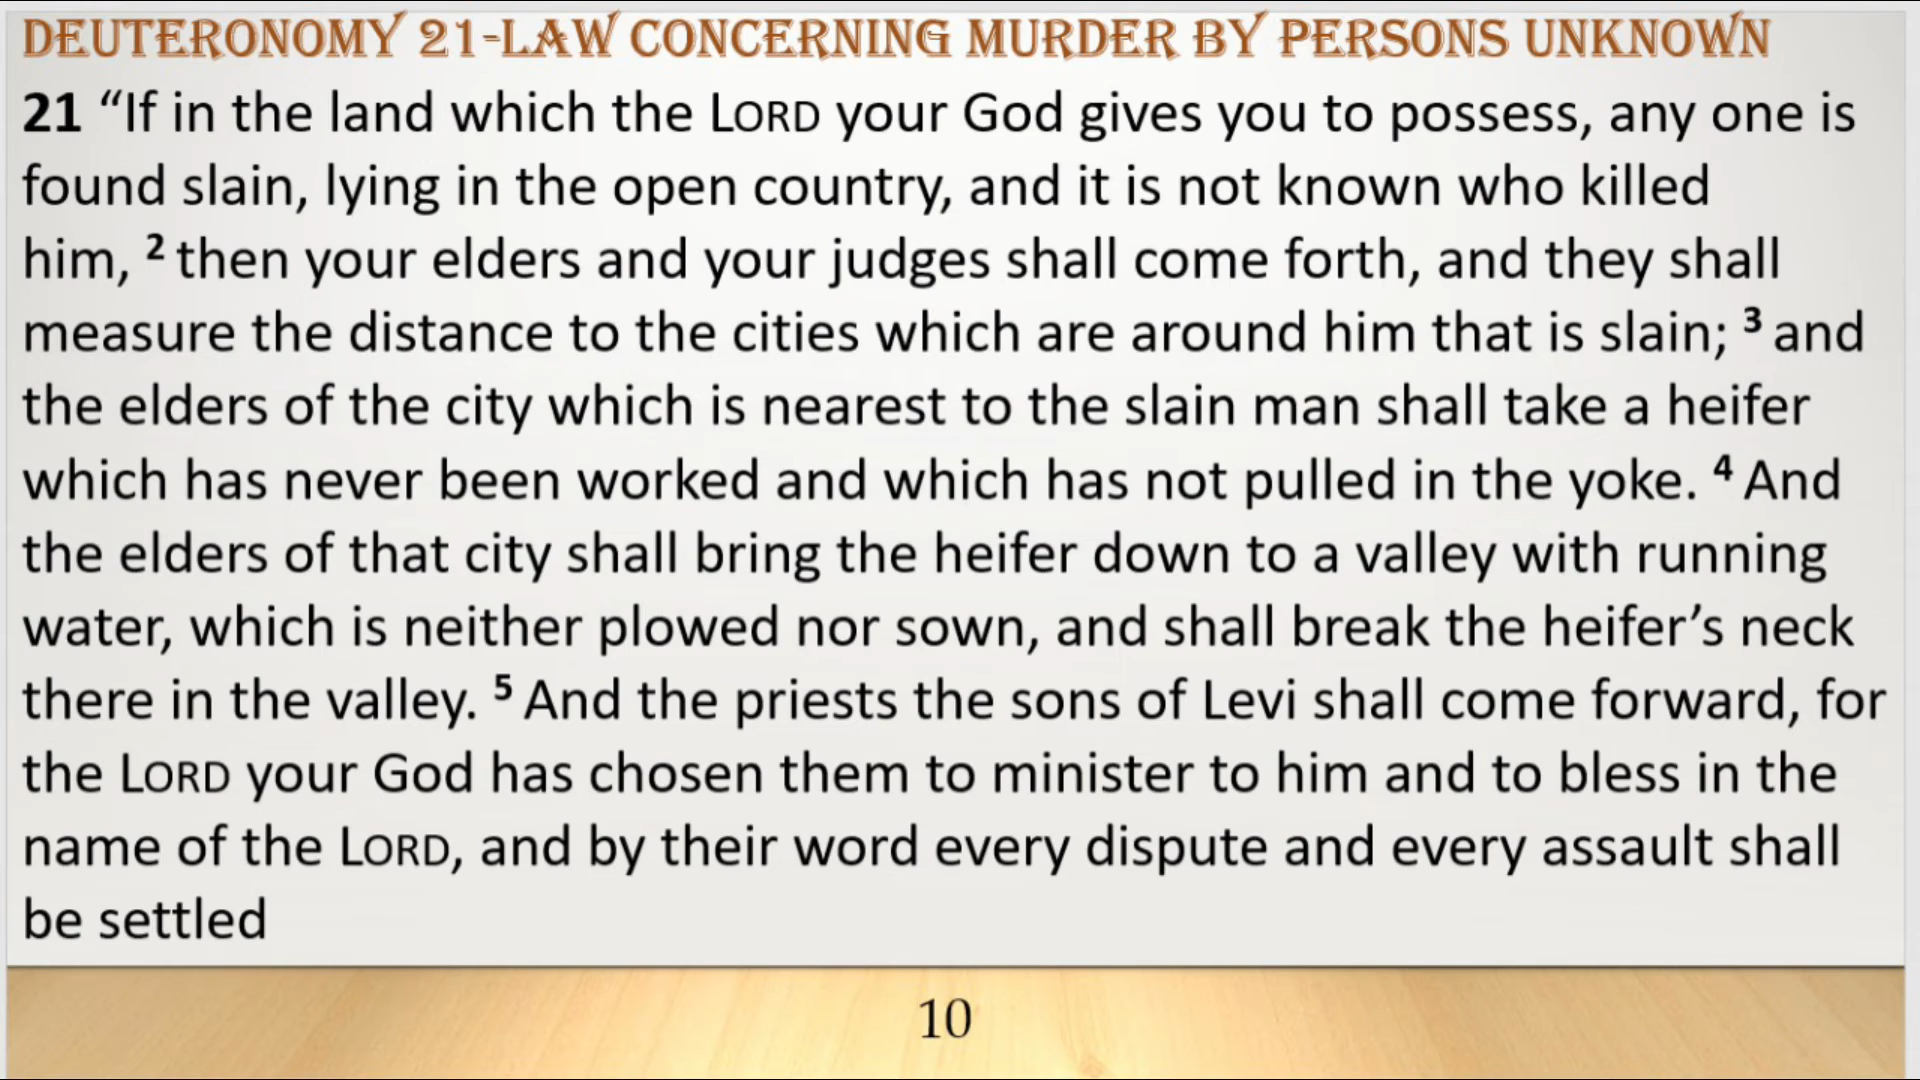 DEUTERONOMY 21-LAW CONCERNING MURDER BY PERSONS UNKNOWN
21 “If in the land which the LORD your God gives you to possess, any one is
found slain, lying in the open country, and it is not known who killed
him, 2 then your elders and your judges shall come forth, and they shall
measure the distance to the cities which are around him that is slain; 3 and
the elders of the city which is nearest to the slain man shall take a heifer
which has never been worked and which has not pulled in the yoke. 4 And
the elders of that city shall bring the heifer down to a valley with running
water, which is neither plowed nor sown, and shall break the heifer’s neck
there in the valley. 5 And the priests the sons of Levi shall come forward, for
the LORD your God has chosen them to minister to him and to bless in the
name of the LORD, and by their word every dispute and every assault shall
be settled
10